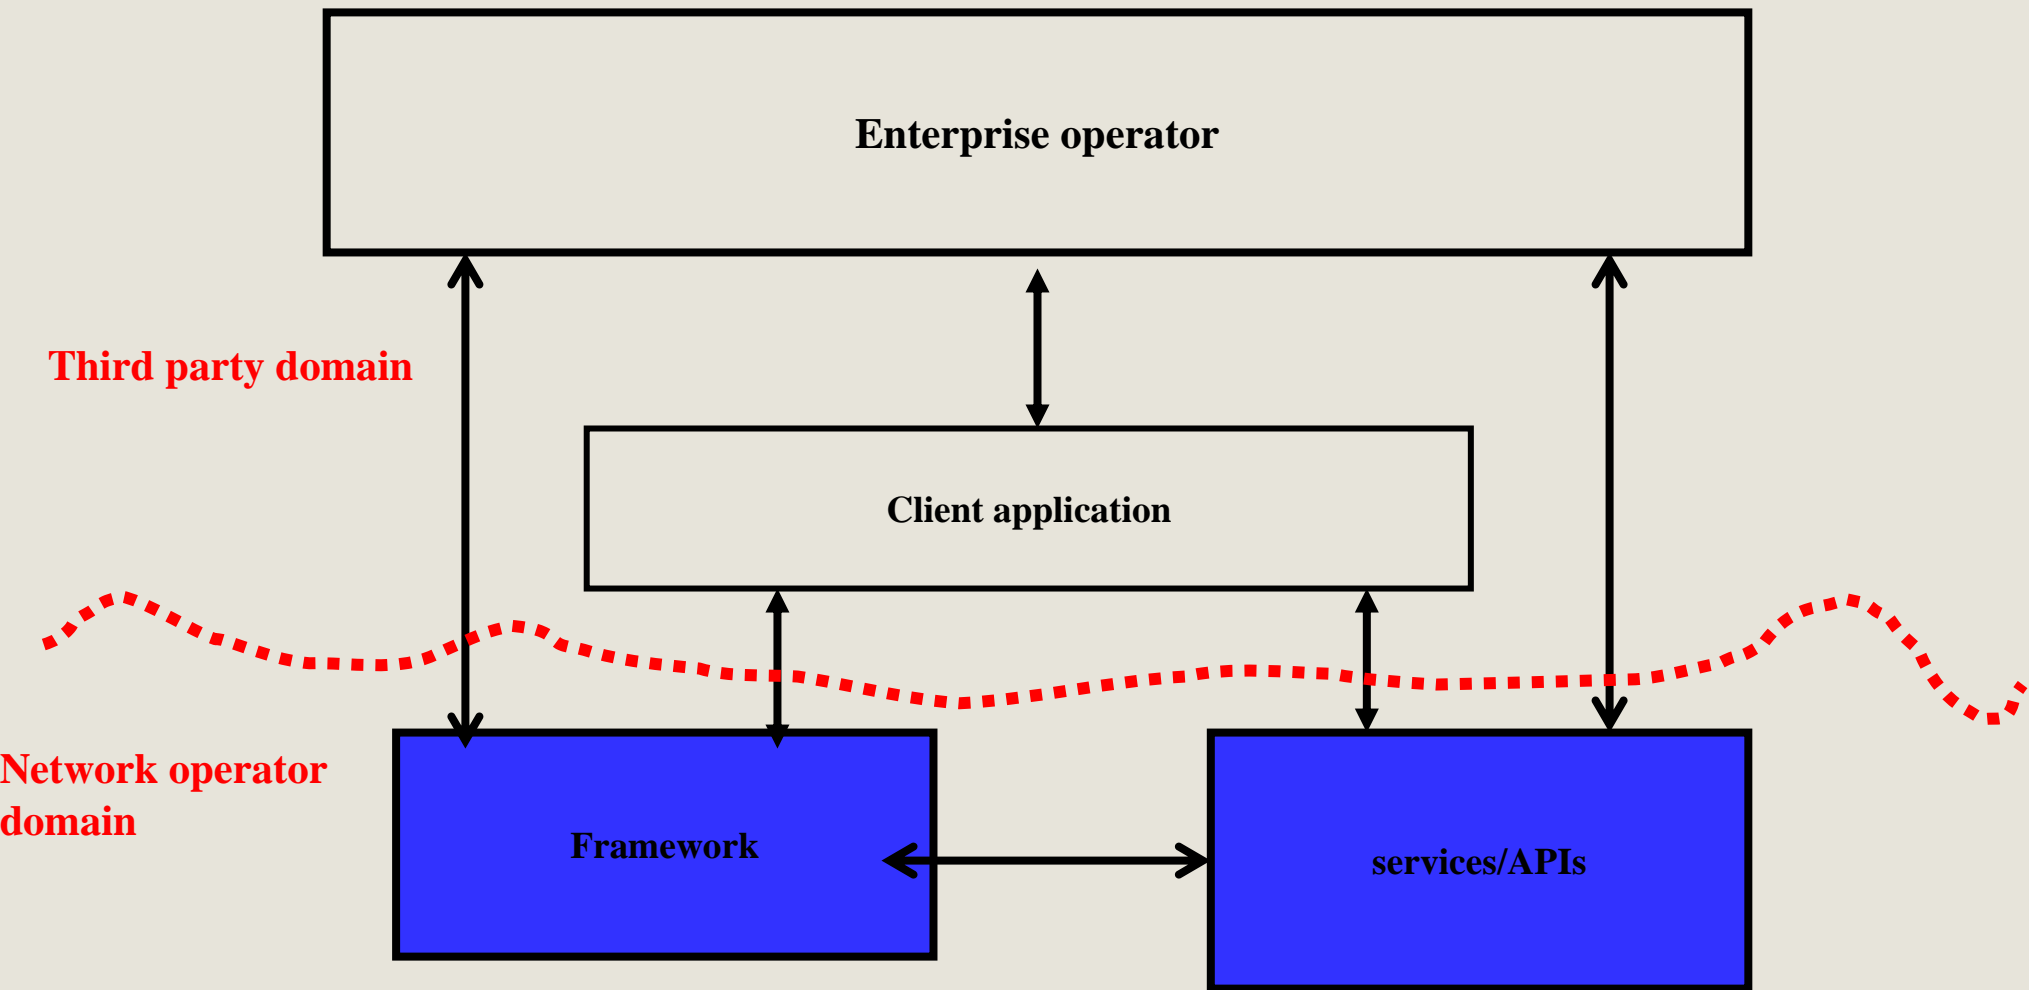 Enterprise operator
Third party domain
Client application
Network operator
domain
Framework
services/APIs